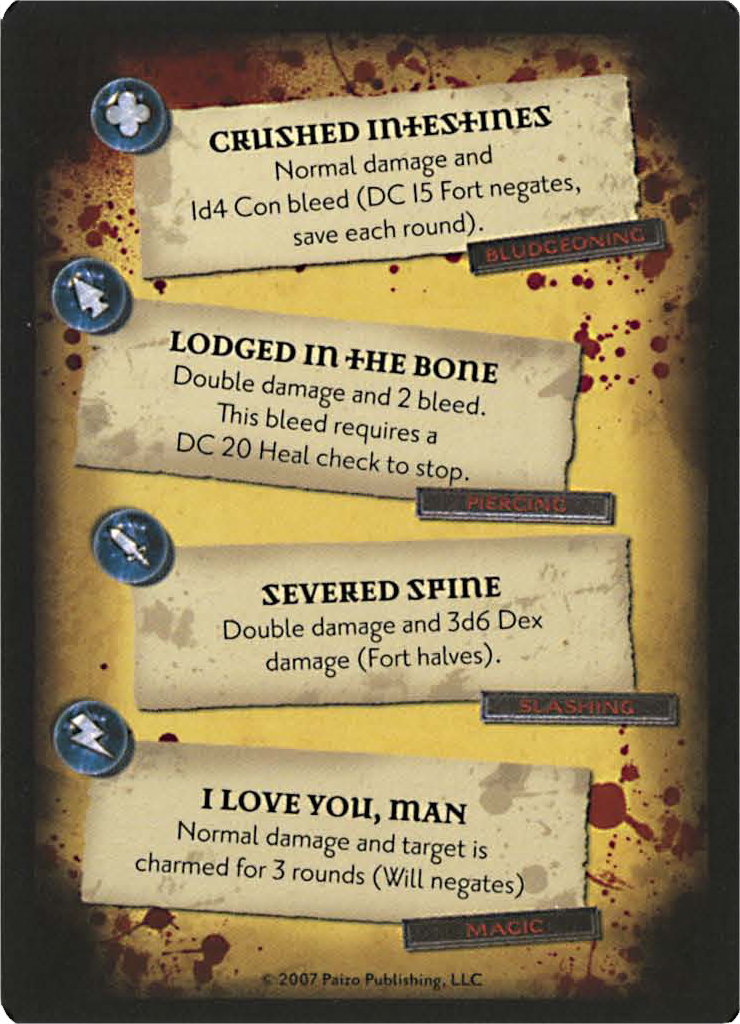 CRUSHED INTESTINES
Normal damage and
1d4 Con bleed (DC 15 Fort negates,
save each round).
BLUDGEONING
LODGED IN THE BONE
Double damage and 2 bleed.
This bleed requires a
DC 20 Heal check to stop.
PIERCING
SEVERED SPINE
Double damage and 3d6 Dex
damage (Fort halves).
SLASHING
I LOVE YOU, MAN
Normal damage and target is
charmed for 3 rounds (Will negates)
MAGIC
© 2007 Paizo Publishing, LLC